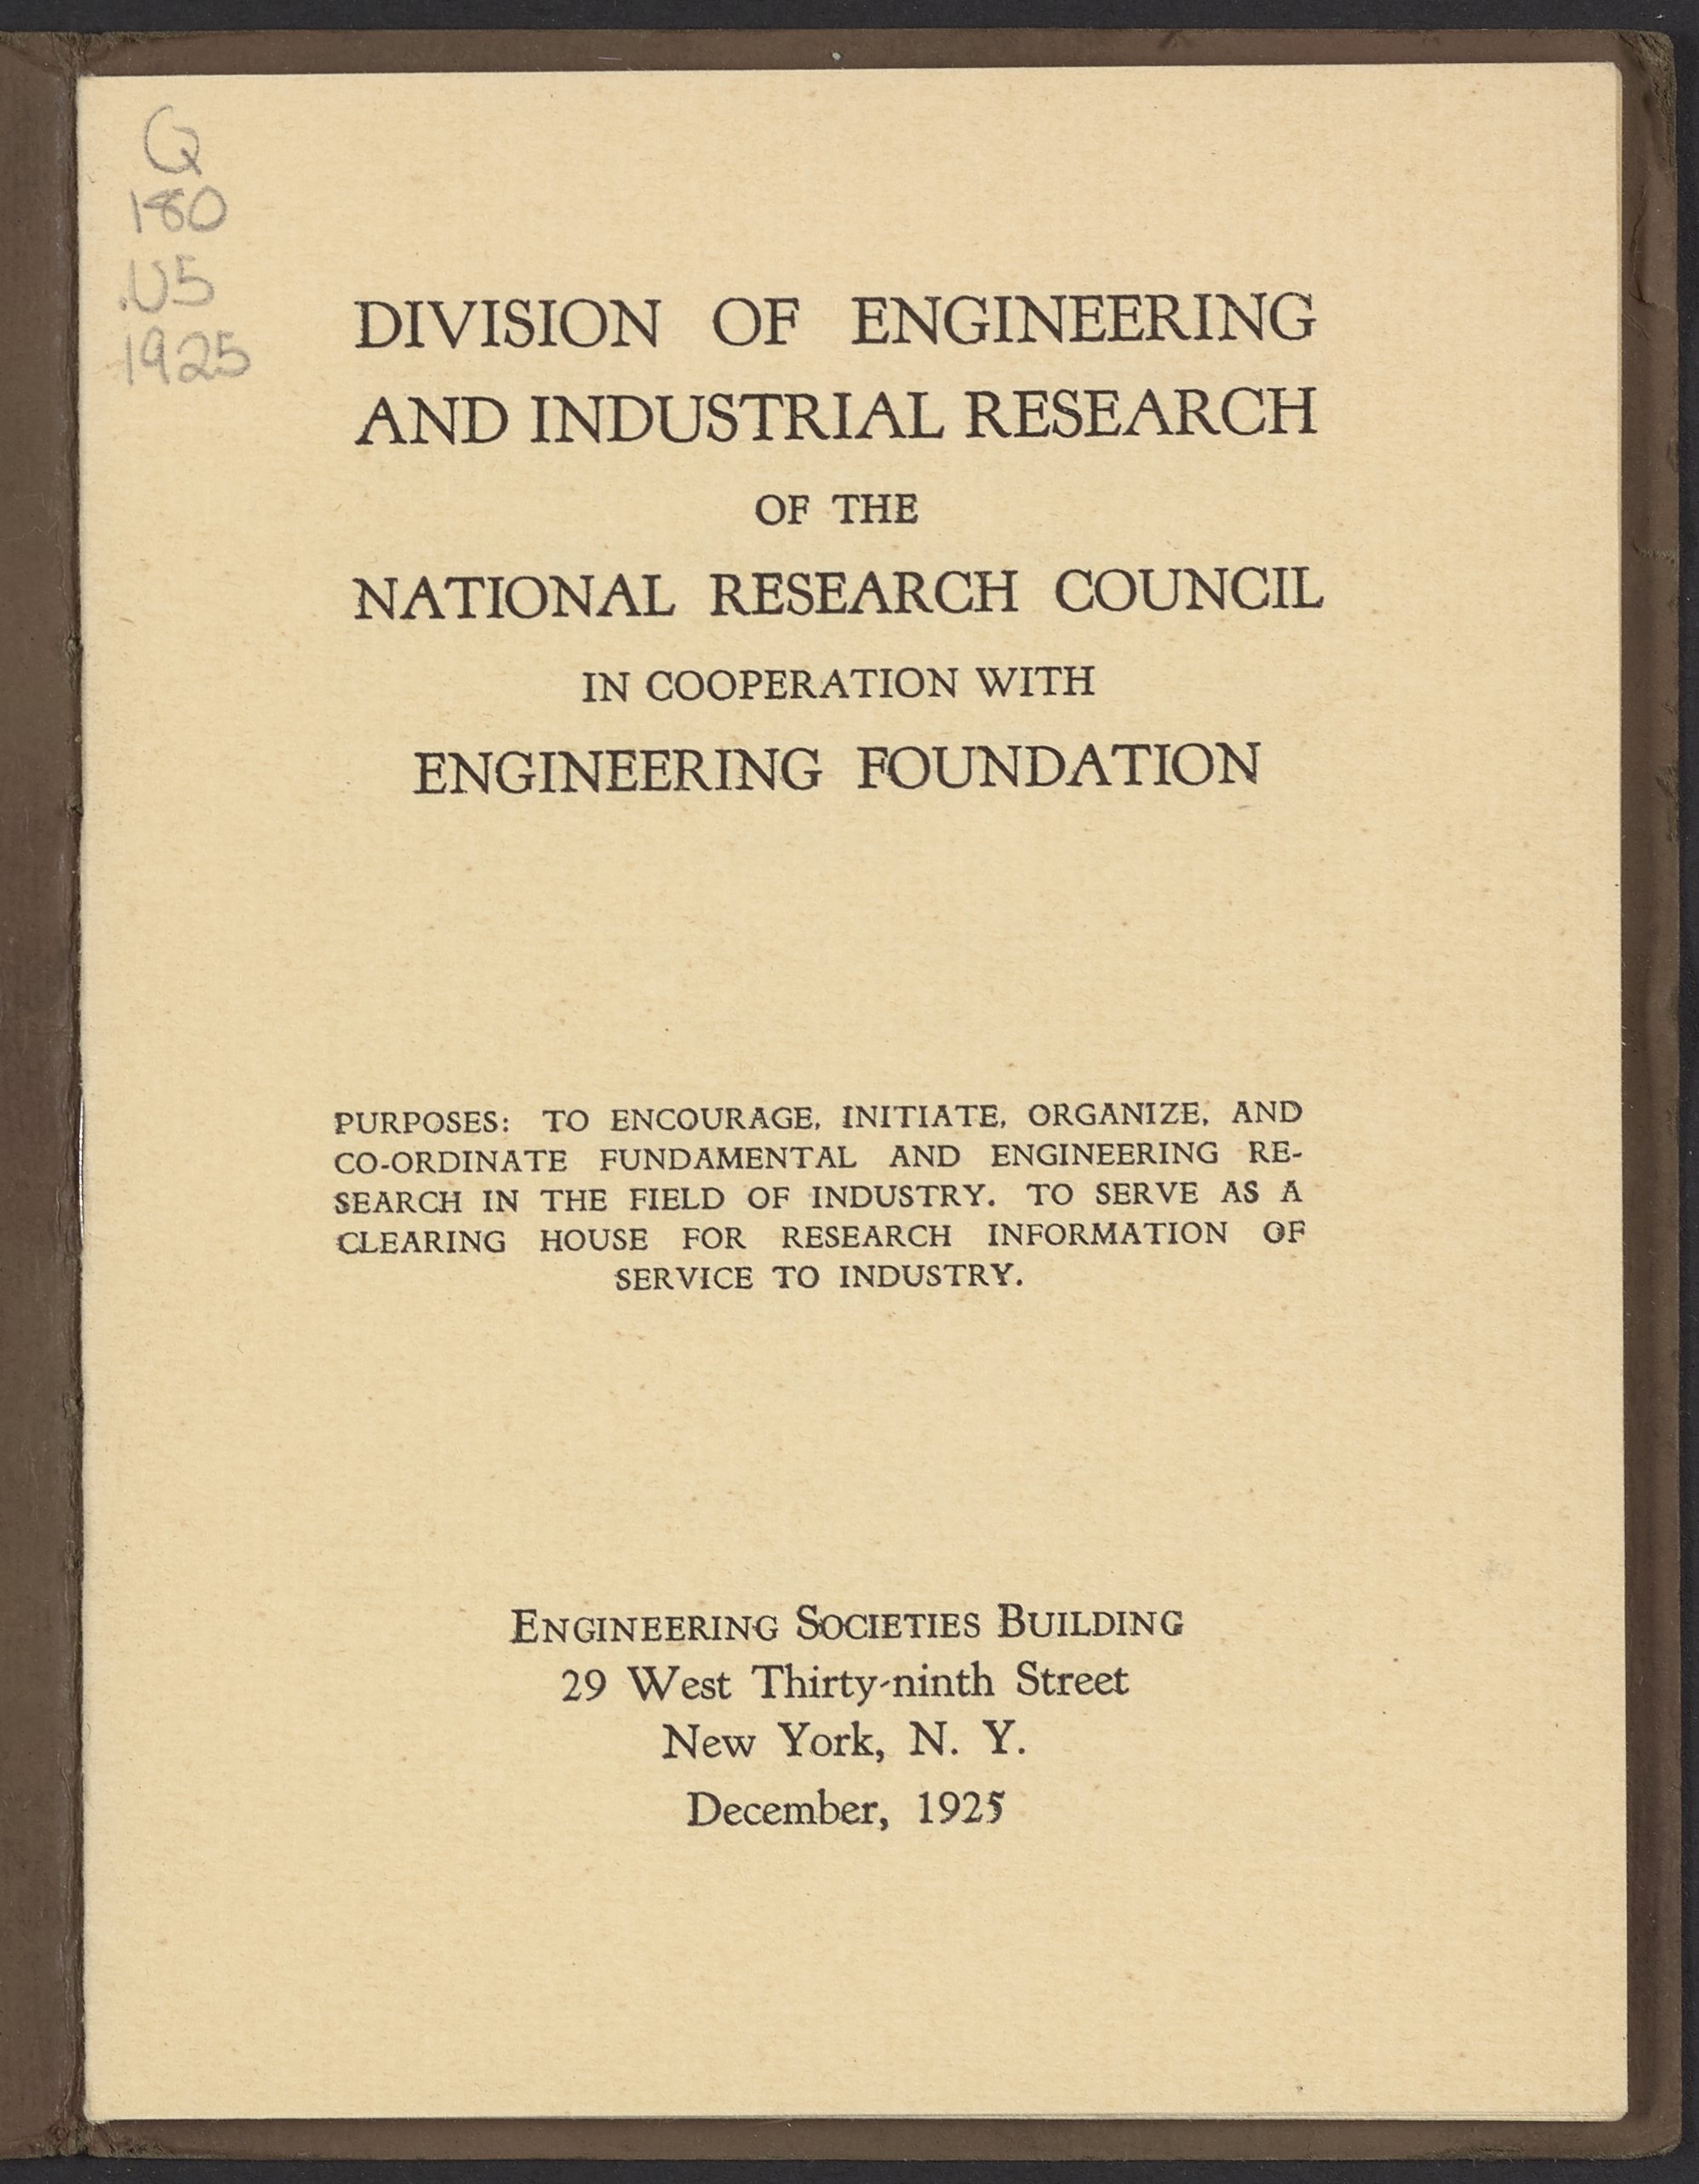 Q
180
.U5
1925
DIVISION OF ENGINEERING
AND INDUSTRIAL RESEARCH
OF THE
NATIONAL RESEARCH COUNCIL
IN COOPERATION WITH
ENGINEERING FOUNDATION
PURPOSES: TO ENCOURAGE, INITIATE, ORGANIZE, AND
CO-ORDINATE FUNDAMENTAL AND ENGINEERING RE-
SEARCH IN THE FIELD OF INDUSTRY. TO SERVE AS A
CLEARING HOUSE FOR RESEARCH INFORMATION OF
SERVICE TO INDUSTRY.
ENGINEERING SOCIETIES BUILDING
29 West Thirty-ninth Street
New York, N. Y.
December, 1925